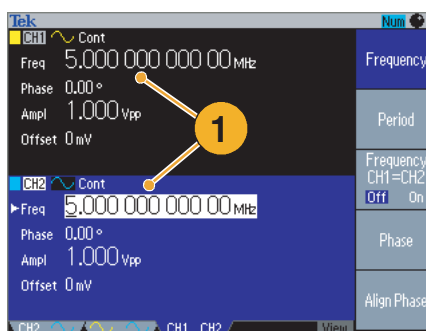 Tek Num
CH1 Cont
Freq 5.000 000 000 00 MHz
Phase 0.00 °
Ampl 1.000 Vpp
Offset 0 mV
1
CH2 Cont
Freq 5.000 000 000 00 MHz
Phase 0.00 °
Ampl 1.000 Vpp
Offset 0 mV
CH2 CH1 CH2 View
Frequency
Period
Frequency
CH1=CH2
Off On
Phase
Align Phase